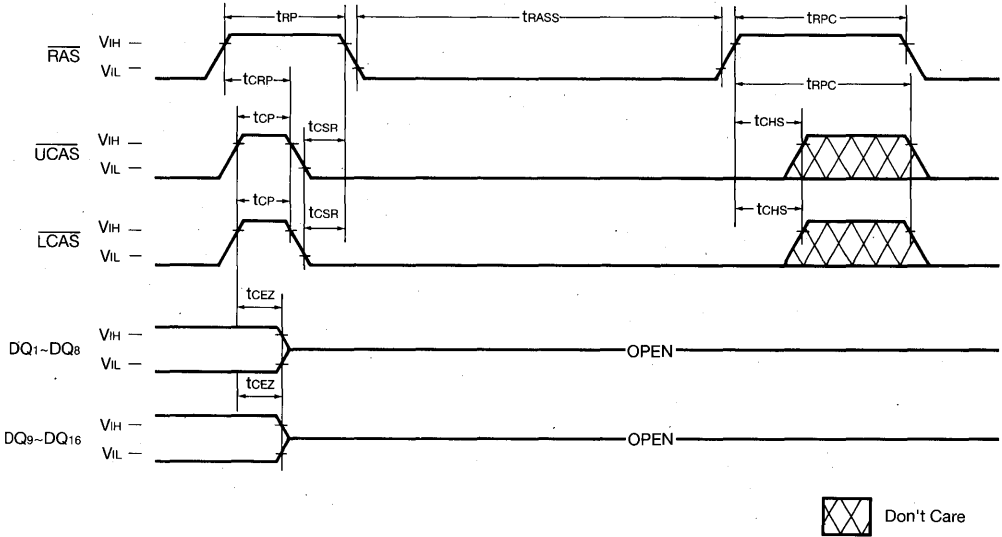 tRP tRASS tRPC
RAS VIH
VIL
tCRP tRPC
tCP tCSR tCHS
UCAS VIH
VIL
tCP tCSR tCHS
LCAS VIH
VIL
tCEZ
VIH
DQ1~DQ8 OPEN
VIL
tCEZ
VIH
DQ9~DQ16 OPEN
VIL
Don't Care